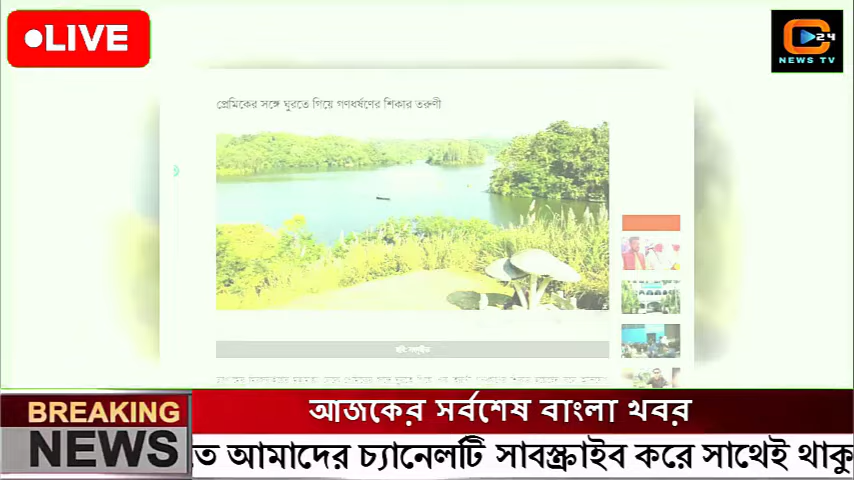 LIVE
C 24
NEWS TV
প্রেমিকের সঙ্গে ঘুরতে গিয়ে গণধর্ষণের শিকার তরুণী
BREAKING
NEWS
আজকের সর্বশেষ বাংলা খবর
ত আমাদের চ্যানেলটি সাবস্ক্রাইব করে সাথেই থাকু